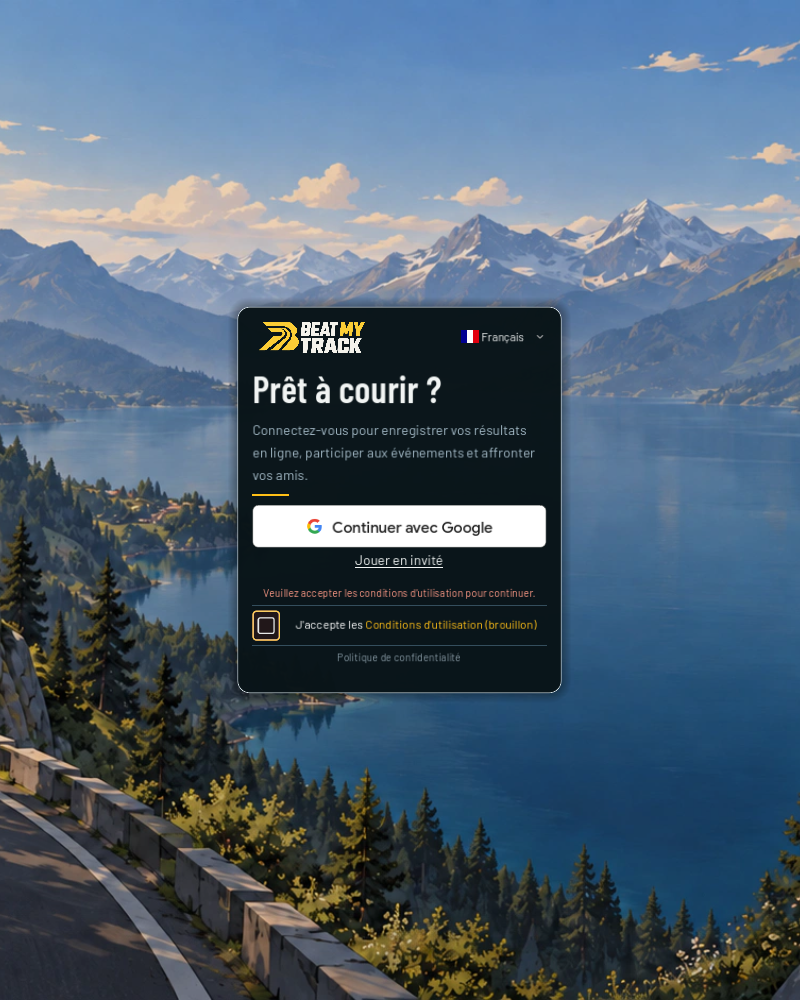 BEAT MY
TRACK
Français
Prêt à courir ?
Connectez-vous pour enregistrer vos résultats
en ligne, participer aux événements et affronter
vos amis.
Continuer avec Google
Jouer en invité
Veuillez accepter les conditions d'utilisation pour continuer.
J'accepte les Conditions d'utilisation (brouillon)
Politique de confidentialité